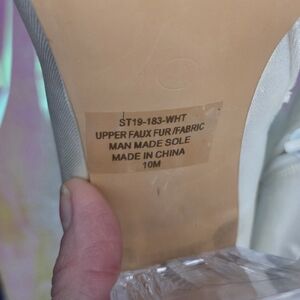 ST19-183-WHT
UPPER FAUX FUR/FABRIC
MAN MADE SOLE
MADE IN CHINA
10M